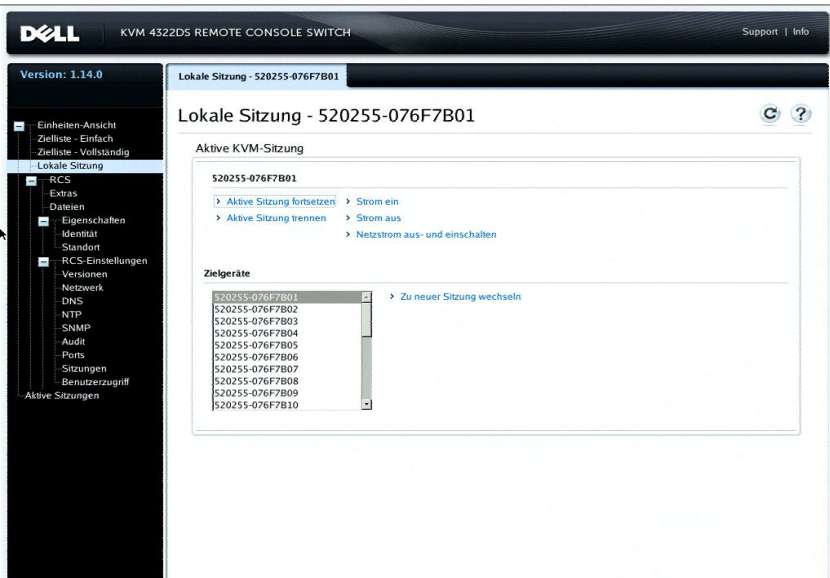 DELL
KVM 4322DS REMOTE CONSOLE SWITCH
Support | Info
Version: 1.14.0
Einheiten-Ansicht
Zielliste - Einfach
Zielliste - Vollständig
Lokale Sitzung
RCS
Extras
Dateien
Eigenschaften
Identität
Standort
RCS-Einstellungen
Versionen
Netzwerk
DNS
NTP
SNMP
Audit
Ports
Sitzungen
Benutzerzugriff
Aktive Sitzungen
Lokale Sitzung - 520255-076F7B01
Lokale Sitzung - 520255-076F7B01
Aktive KVM-Sitzung
520255-076F7B01
Aktive Sitzung fortsetzen
Strom ein
Aktive Sitzung trennen
Strom aus
Netzstrom aus- und einschalten
Zielgeräte
520255-076F7B01
520255-076F7B02
520255-076F7B03
520255-076F7B04
520255-076F7B05
520255-076F7B06
520255-076F7B07
520255-076F7B08
520255-076F7B09
520255-076F7B10
Zu neuer Sitzung wechseln